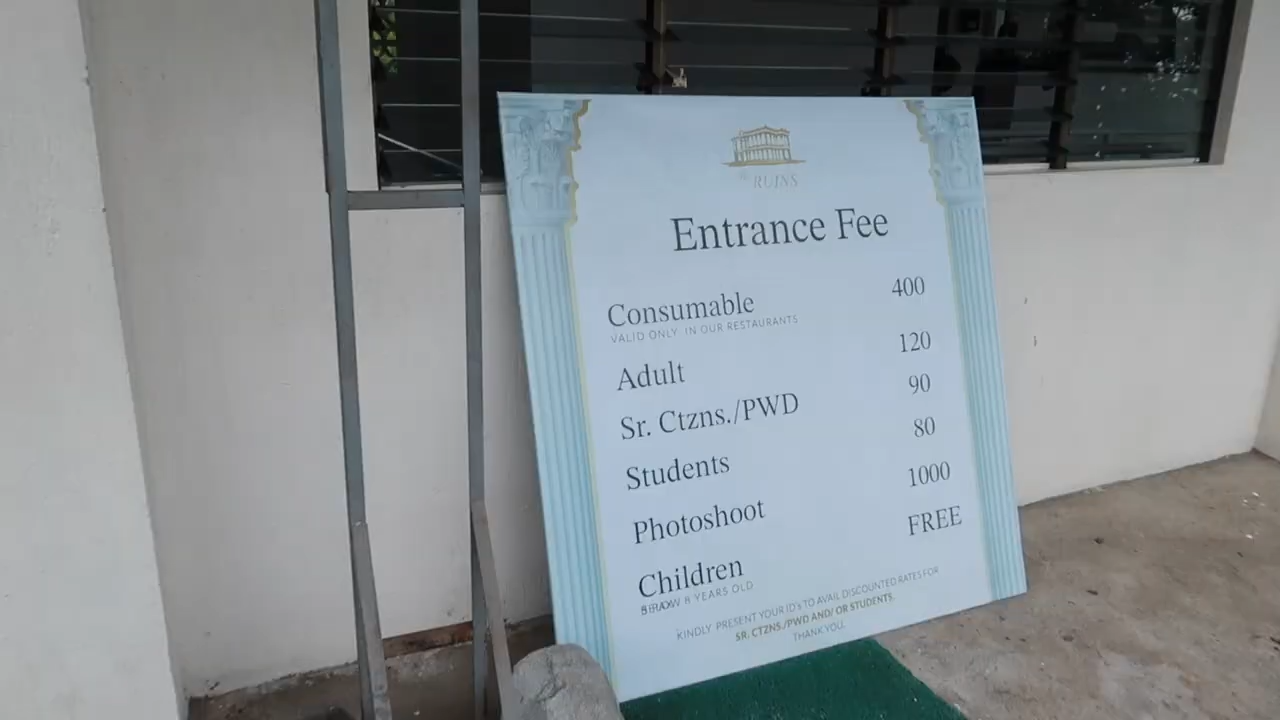 The RUINS
Entrance Fee
Consumable 400
VALID ONLY IN OUR RESTAURANTS
Adult 120
Sr. Ctzns./PWD 90
Students 80
Photoshoot 1000
Children FREE
8 YEARS OLD
KINDLY PRESENT YOUR ID's TO AVAIL DISCOUNTED RATES FOR
SR. CTZNS./PWD AND/ OR STUDENTS.
THANK YOU.